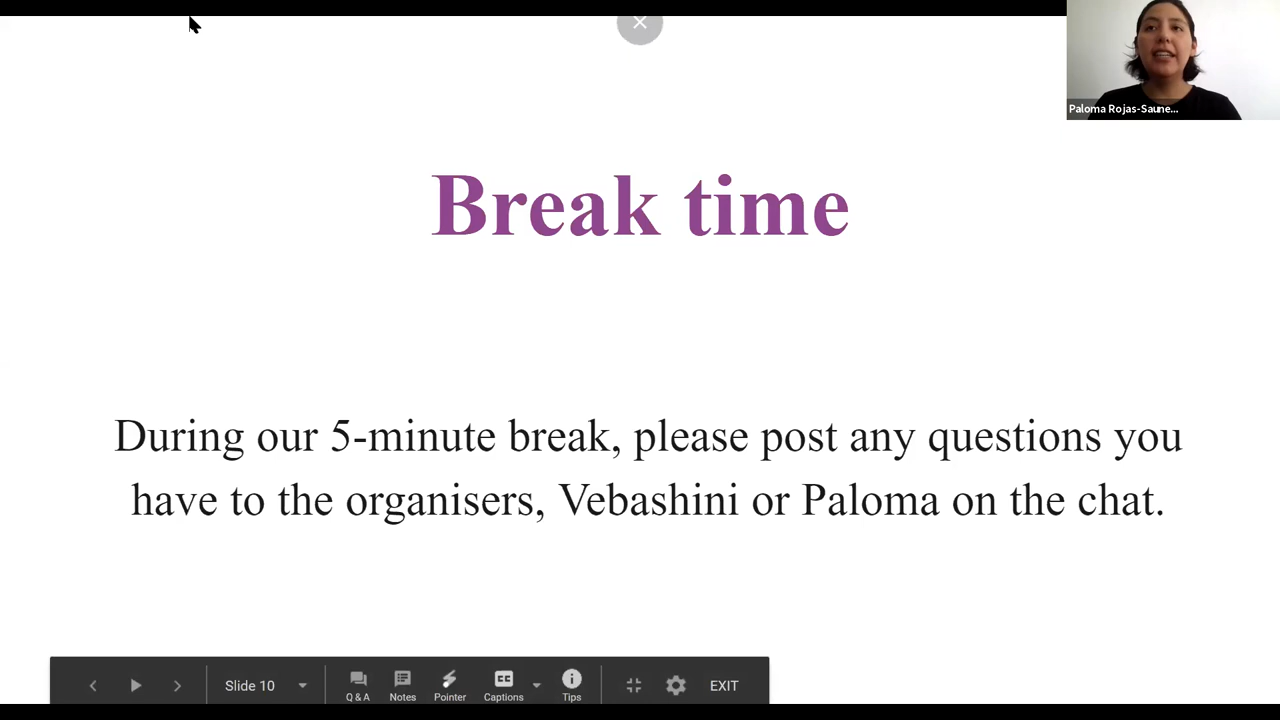 Paloma Rojas-Saune...
Break time
During our 5-minute break, please post any questions you
have to the organisers, Vebashini or Paloma on the chat.
Slide 10
Q & A
Notes
Pointer
CC
Captions
Tips
EXIT